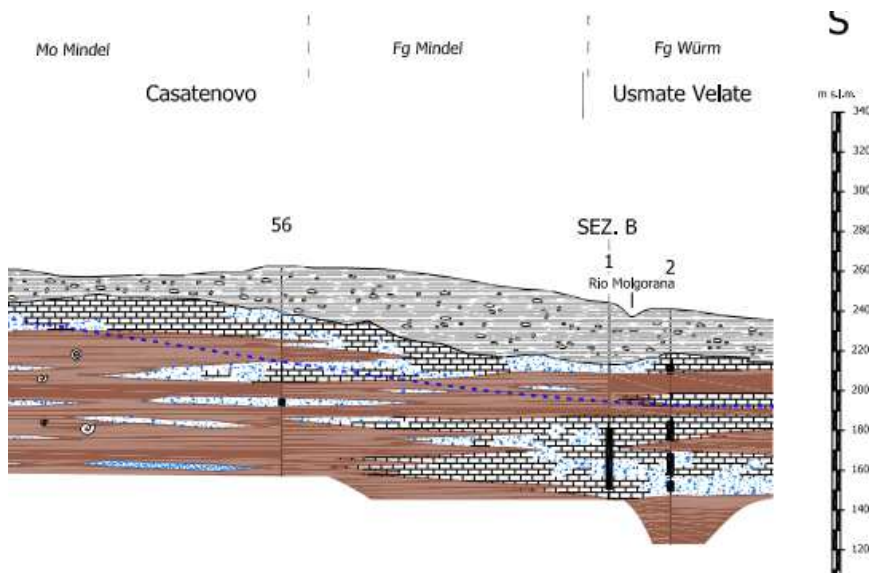 S
Mo Mindel
Fg Mindel
Fg Würm
Casatenovo
Usmate Velate
m s.l.m.
340
320
300
280
260
240
220
200
180
160
140
120
56
SEZ. B
1
2
Rio Molgorana